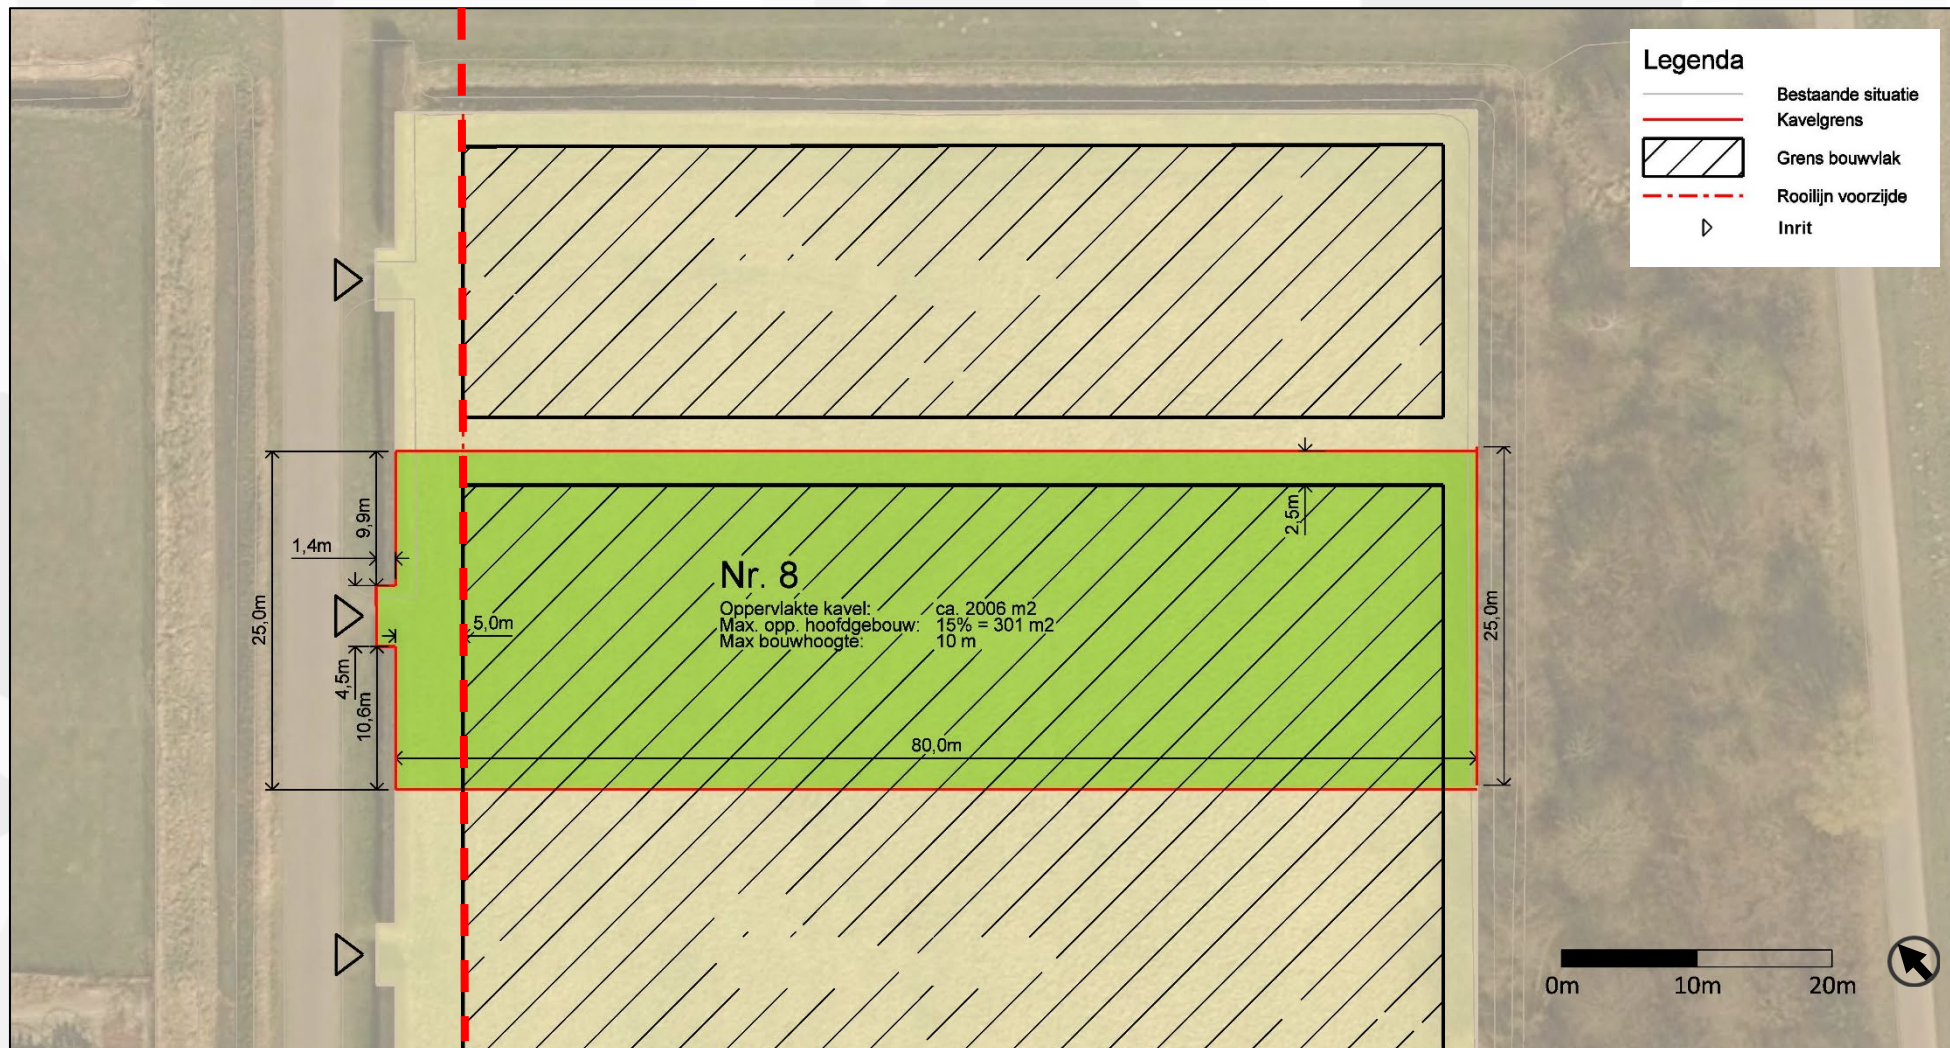 Legenda
Bestaande situatie
Kavelgrens
Grens bouwvlak
Rooilijn voorzijde
Inrit
9,9m
1,4m
25,0m
4,5m
10,6m
5,0m
2,5m
25,0m
80,0m
Nr. 8
Oppervlakte kavel: ca. 2006 m2
Max. opp. hoofdgebouw: 15% = 301 m2
Max bouwhoogte: 10 m
0m 10m 20m